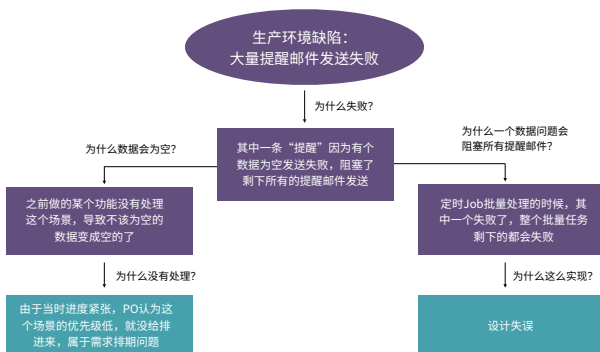 生产环境缺陷：
大量提醒邮件发送失败
为什么失败？
为什么数据会为空？
其中一条“提醒”因为有个
数据为空发送失败，阻塞了
剩下所有的提醒邮件发送
为什么一个数据问题会
阻塞所有提醒邮件？
之前做的某个功能没有处理
这个场景，导致不该为空的
数据变成空的了
定时Job批量处理的时候，其
中一个失败了，整个批量任务
剩下的都会失败
为什么没有处理？
为什么这么实现？
由于当时进度紧张，PO认为这
个场景的优先级低，就没给排
进来，属于需求排期问题
设计失误